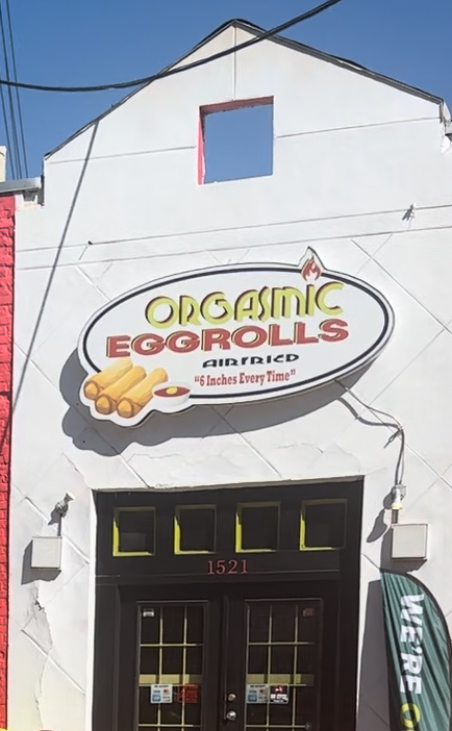 ORGASMIC
EGGROLLS
AIRFRIED
"6 Inches Every Time"
1521
WE'RE O